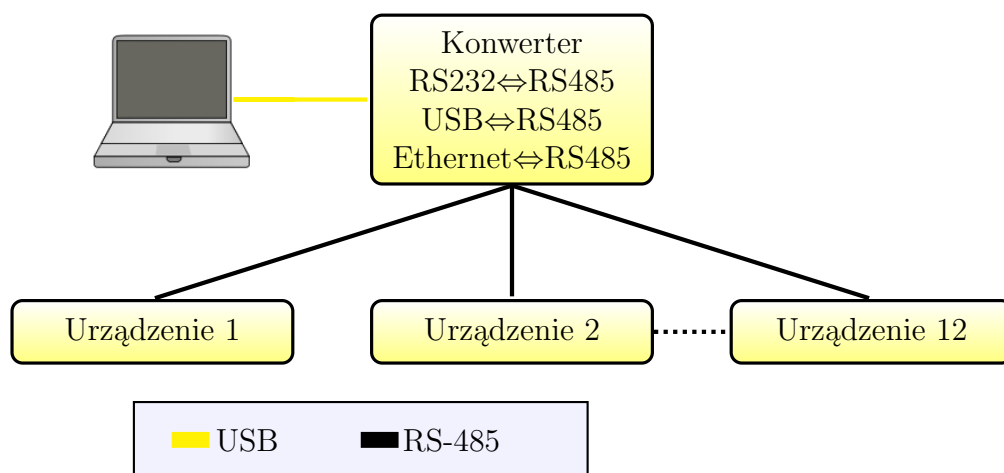 Konwerter
RS232⇔RS485
USB⇔RS485
Ethernet⇔RS485
Urządzenie 1
Urządzenie 2
Urządzenie 12
USB
RS-485